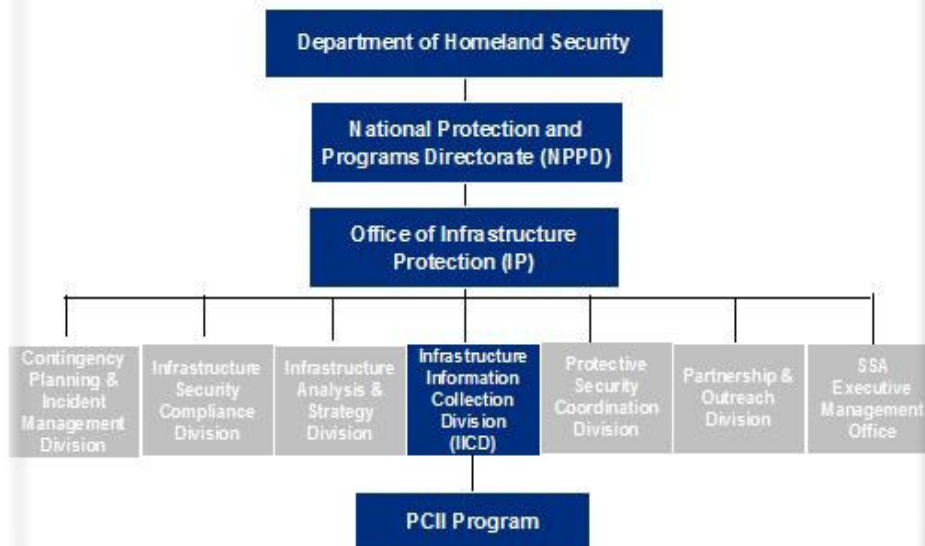 Department of Homeland Security
National Protection and
Programs Directorate (NPPD)
Office of Infrastructure
Protection (IP)
Contingency
Planning &
Incident
Management
Division
Infrastructure
Security
Compliance
Division
Infrastructure
Analysis &
Strategy
Division
Infrastructure
Information
Collection
Division
(IICD)
Protective
Security
Coordination
Division
Partnership &
Outreach
Division
SSA
Executive
Management
Office
PCII Program